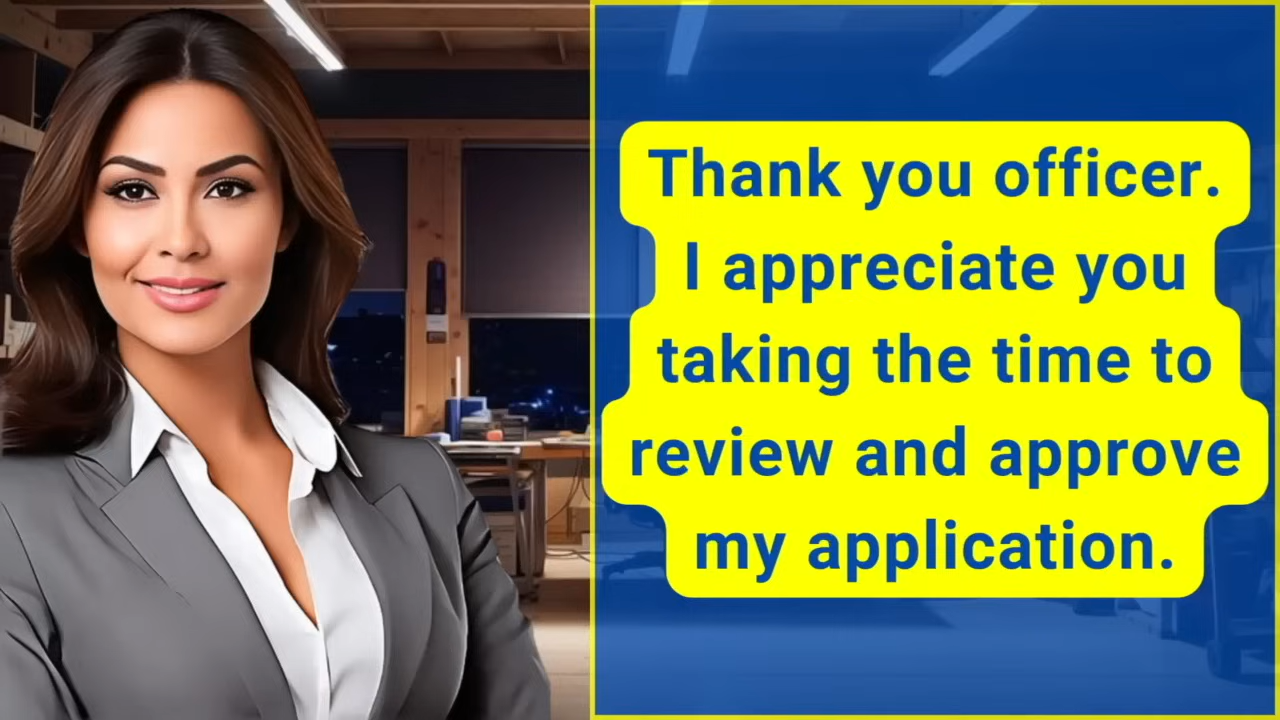 Thank you officer.
I appreciate you
taking the time to
review and approve
my application.